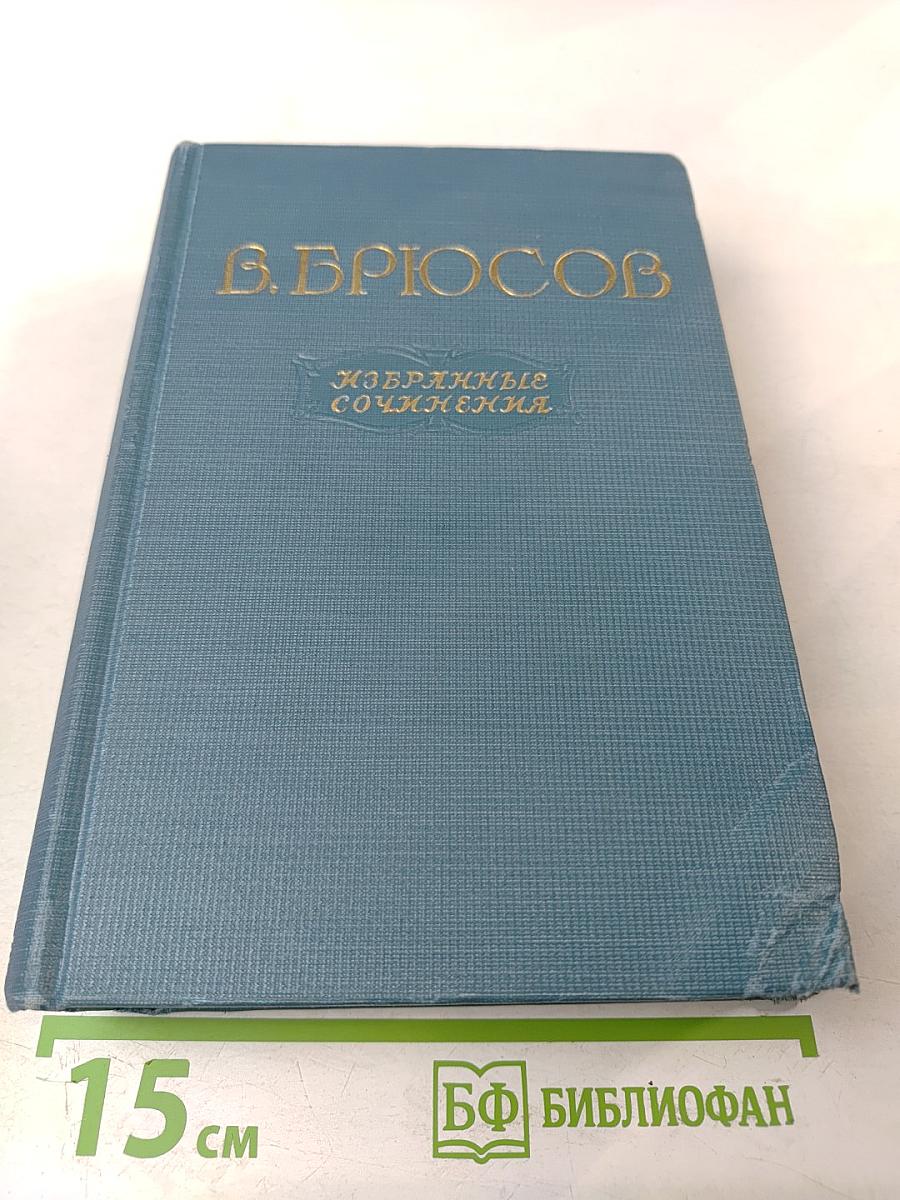 В. БРЮСОВ
ИЗБРАННЫЕ
СОЧИНЕНИЯ
15 см
БФ БИБЛИОФАН